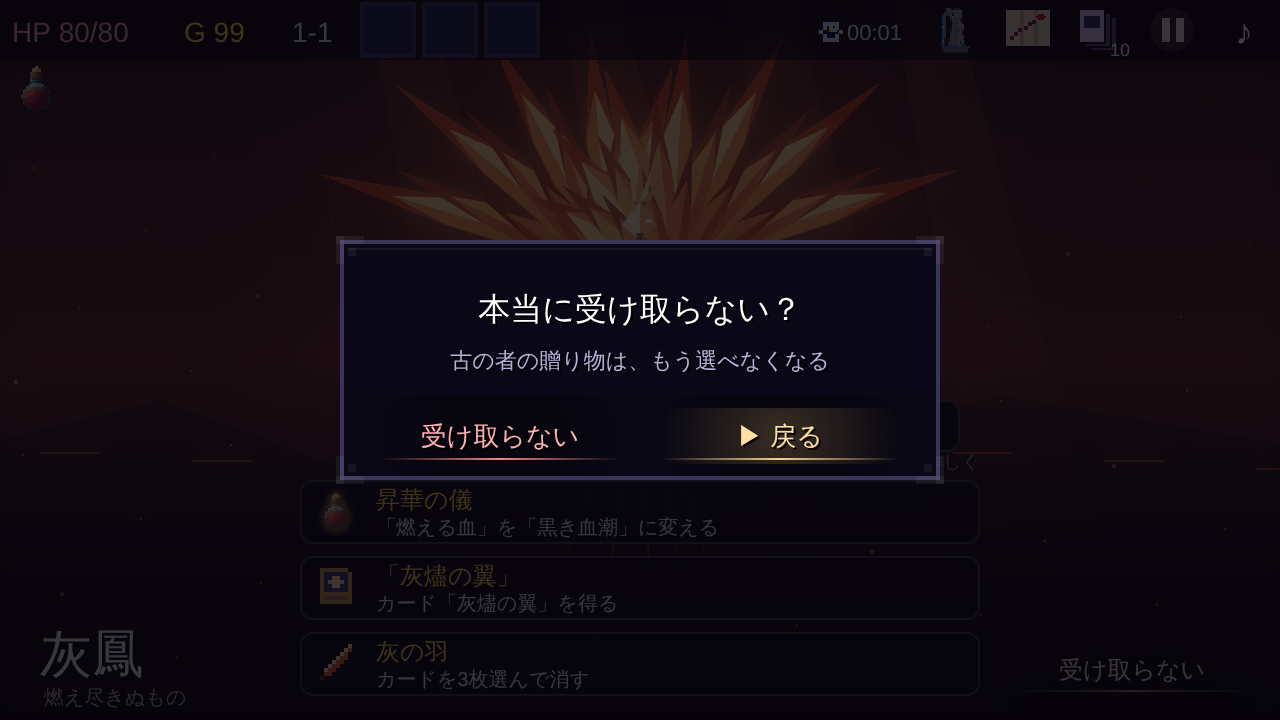 HP 80/80
G 99
1-1
00:01
10
♪
本当に受け取らない？
古の者の贈り物は、もう選べなくなる
受け取らない
▶ 戻る
しく
昇華の儀
「燃える血」を「黒き血潮」に変える
「灰燼の翼」
カード「灰燼の翼」を得る
灰の羽
カードを3枚選んで消す
灰鳳
燃え尽きぬもの
受け取らない